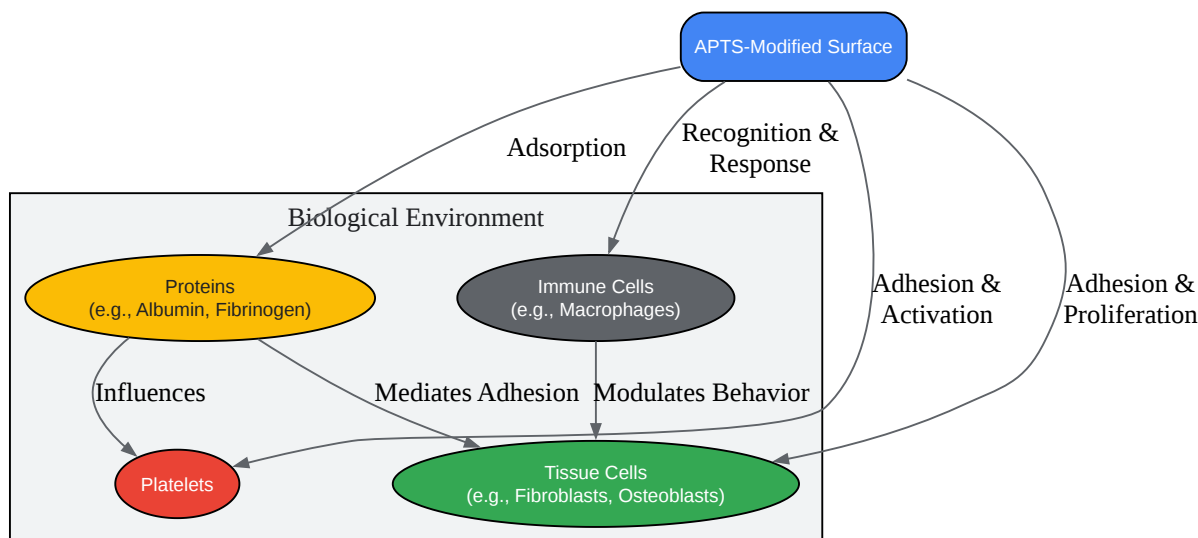 APTS-Modified Surface
Adsorption
Recognition &
Response
Biological Environment
Proteins
(e.g., Albumin, Fibrinogen)
Immune Cells
(e.g., Macrophages)
Adhesion &
Activation
Adhesion &
Proliferation
Influences
Mediates Adhesion
Modulates Behavior
Platelets
Tissue Cells
(e.g., Fibroblasts, Osteoblasts)